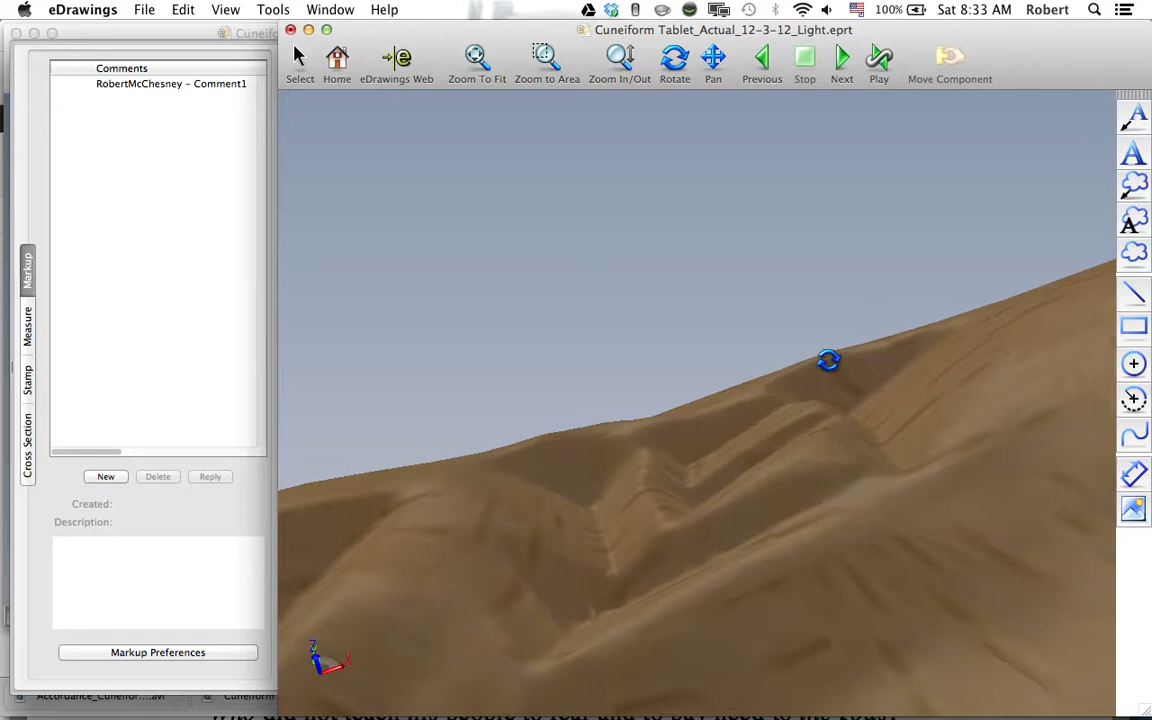 eDrawings File Edit View Tools Window Help 100% Sat 8:33 AM Robert
Cuneiform Tablet_Actual_12-3-12_Light.eprt
Select Home eDrawings Web Zoom To Fit Zoom to Area Zoom In/Out Rotate Pan Previous Stop Next Play Move Component
Comments
RobertMcChesney – Comment1
Markup
Measure
Stamp
Cross Section
New Delete Reply
Created:
Description:
Markup Preferences
Z
X
A
A
A